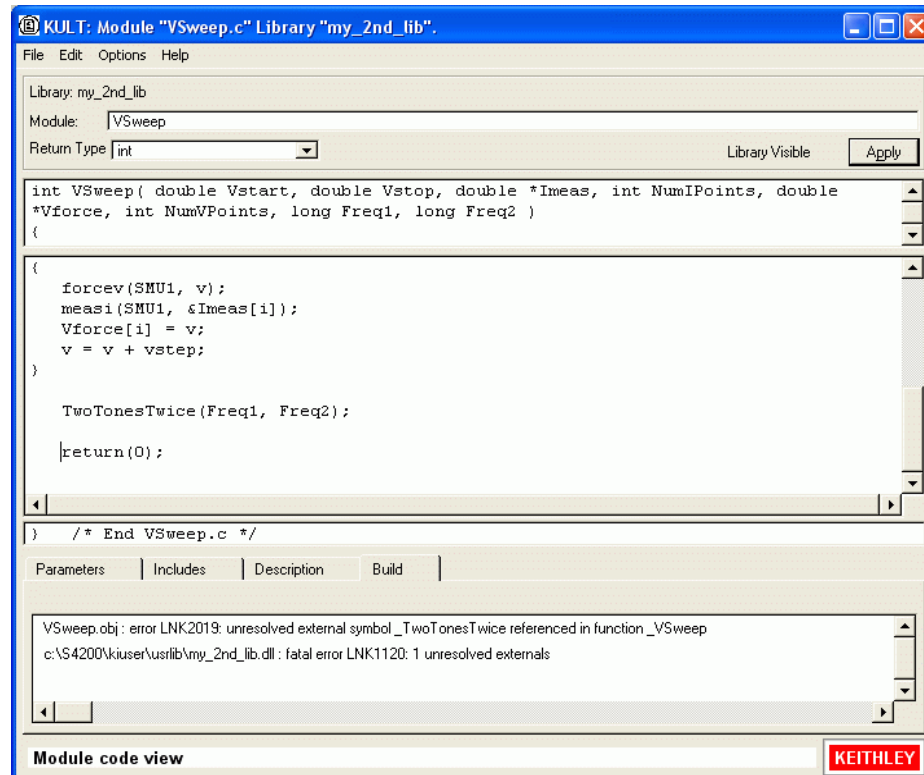 KULT: Module "VSweep.c" Library "my_2nd_lib".
File Edit Options Help
Library: my_2nd_lib
Module: VSweep
Return Type int Library Visible Apply
int VSweep( double Vstart, double Vstop, double *Imeas, int NumIPoints, double
*Vforce, int NumVPoints, long Freq1, long Freq2 )
{
{
forcev(SMU1, v);
measi(SMU1, &Imeas[i]);
Vforce[i] = v;
v = v + vstep;
}
TwoTonesTwice(Freq1, Freq2);
return(0);
} /* End VSweep.c */
Parameters Includes Description Build
VSweep.obj : error LNK2019: unresolved external symbol _TwoTonesTwice referenced in function _VSweep
c:\S4200\kiuser\usrlib\my_2nd_lib.dll : fatal error LNK1120: 1 unresolved externals
Module code view KEITHLEY